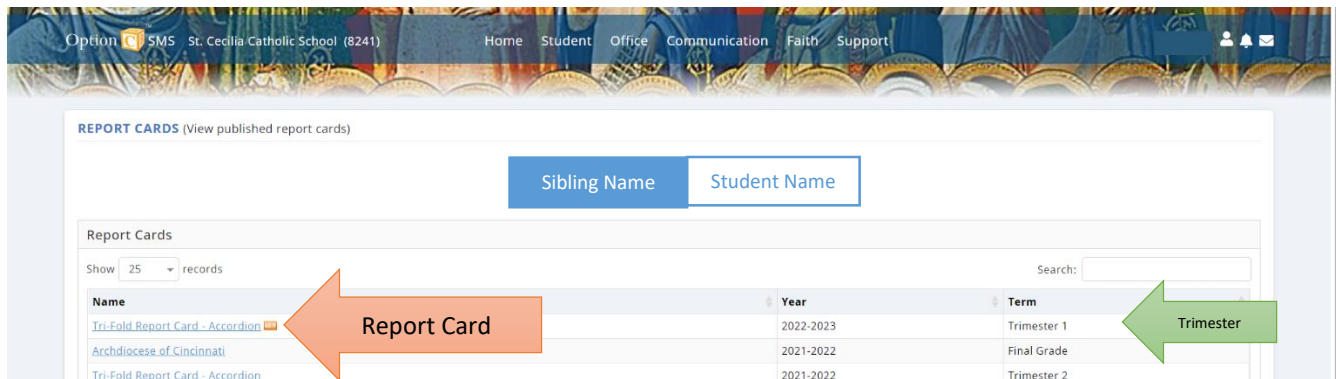 Option C SMS St. Cecilia Catholic School (8241) Home Student Office Communication Faith Support
REPORT CARDS (View published report cards)
Sibling Name Student Name
Report Cards
Show 25 records Search:
Name Year Term
Tri-Fold Report Card - Accordion 2022-2023 Trimester 1
Report Card
Trimester
Archdiocese of Cincinnati 2021-2022 Final Grade
Tri-Fold Report Card - Accordion 2021-2022 Trimester 2